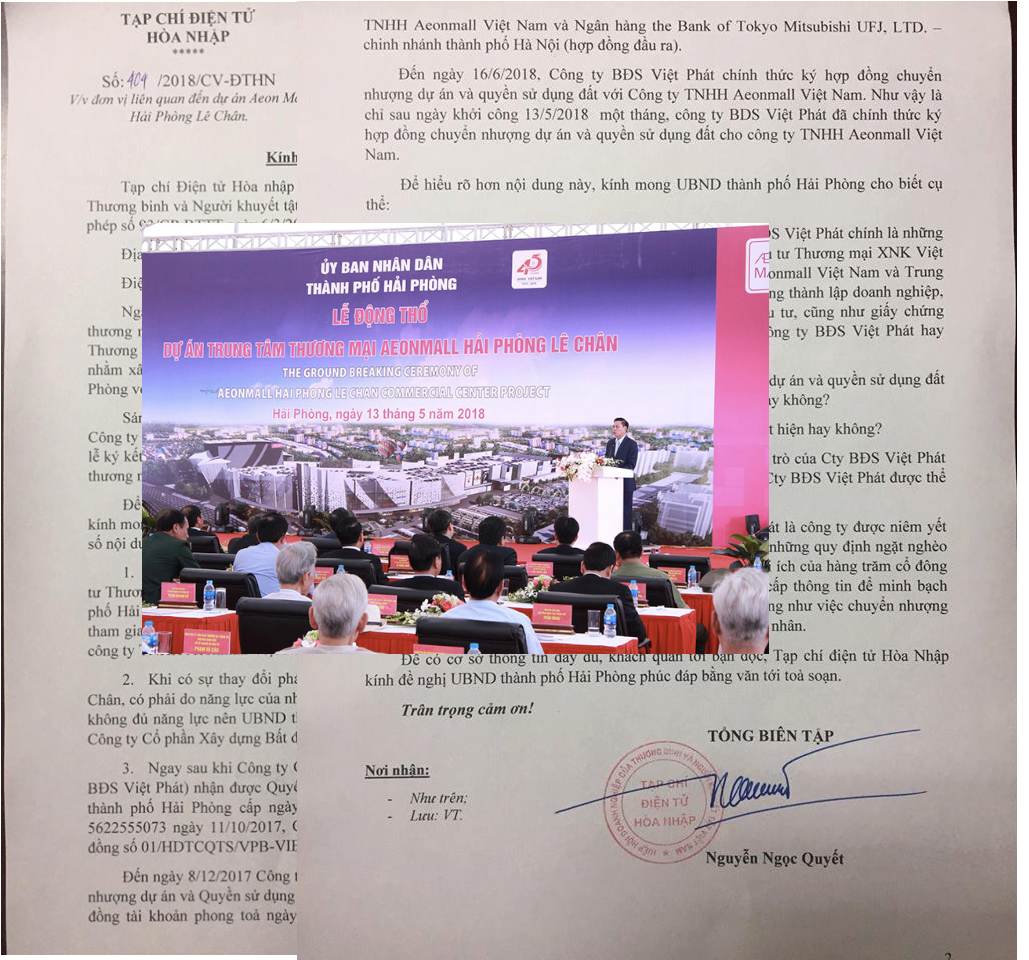 TẠP CHÍ ĐIỆN TỬ
HÒA NHẬP
*****
Số: 404 /2018/CV-ĐTHN
V/v đơn vị liên quan đến dự án Aeon Ma
Hải Phòng Lê Chân.
Kính
Tạp chí Điện tử Hòa nhập
Thương binh và Người khuyết tật
phép số
Địa
Điệ
Ngà
thương m
Thương
nhằm xâ
Phòng vớ
Công ty
lễ ký kết
thương m
Để
kính mo
số nội du
1.
tư Thươ
phố Hải
tham gia
công ty
2. Khi có sự thay đổi phá
Chân, có phải do năng lực của nh
không đủ năng lực nên UBND t
Công ty Cổ phần Xây dựng Bất đ
3. Ngay sau khi Công ty C
BĐS Việt Phát) nhận được Quyế
thành phố Hải Phòng cấp ngày
5622555073 ngày 11/10/2017, C
đồng số 01/HDTCQTS/VPB-VIE
Đến ngày 8/12/2017 Công t
nhượng dự án và Quyền sử dụng
đồng tài khoản phong toả ngày
TNHH Aeonmall Việt Nam và Ngân hàng the Bank of Tokyo Mitsubishi UFJ, LTD. –
chinh nhánh thành phố Hà Nội (hợp đồng đầu ra).
Đến ngày 16/6/2018, Công ty BĐS Việt Phát chính thức ký hợp đồng chuyển
nhượng dự án và quyền sử dụng đất với Công ty TNHH Aeonmall Việt Nam. Như vậy là
chỉ sau ngày khởi công 13/5/2018 một tháng, công ty BĐS Việt Phát đã chính thức ký
hợp đồng chuyển nhượng dự án và quyền sử dụng đất cho công ty TNHH Aeonmall Việt
Nam.
Để hiểu rõ hơn nội dung này, kính mong UBND thành phố Hải Phòng cho biết cụ
thể:
ĐS Việt Phát chính là những
tư Thương mại XNK Việt
onmall Việt Nam và Trung
ng thành lập doanh nghiệp,
u tư, cũng như giấy chứng
ông ty BĐS Việt Phát hay
dự án và quyền sử dụng đất
y không?
t hiện hay không?
trò của Cty BĐS Việt Phát
Cty BĐS Việt Phát được thể
át là công ty được niêm yết
những quy định ngặt nghèo
i ích của hàng trăm cổ đông
cấp thông tin để minh bạch
ng như việc chuyển nhượng
nhân.
Để có cơ sở thông tin đầy đủ, khách quan tới bạn đọc, Tạp chí điện tử Hòa Nhập
kính đề nghị UBND thành phố Hải Phòng phúc đáp bằng văn tới toà soạn.
Trân trọng cảm ơn!
TỔNG BIÊN TẬP
Nơi nhận:
- Như trên;
- Lưu: VT.
TẠP CHÍ
ĐIỆN TỬ
HÒA NHẬP
Nguyễn Ngọc Quyết
2
ỦY BAN NHÂN DÂN
THÀNH PHỐ HẢI PHÒNG
45
LỄ ĐỘNG THỔ
DỰ ÁN TRUNG TÂM THƯƠNG MẠI AEONMALL HẢI PHÒNG LÊ CHÂN
THE GROUND BREAKING CEREMONY OF
AEONMALL HAI PHONG LE CHAN COMMERCIAL CENTER PROJECT
Hải Phòng, ngày 13 tháng 5 năm 2018